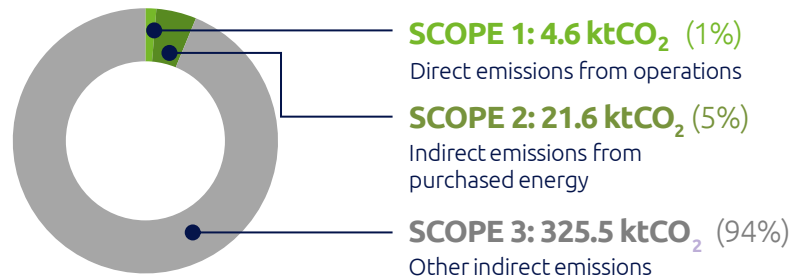 SCOPE 1: 4.6 ktCO₂ (1%)
Direct emissions from operations
SCOPE 2: 21.6 ktCO₂ (5%)
Indirect emissions from
purchased energy
SCOPE 3: 325.5 ktCO₂ (94%)
Other indirect emissions